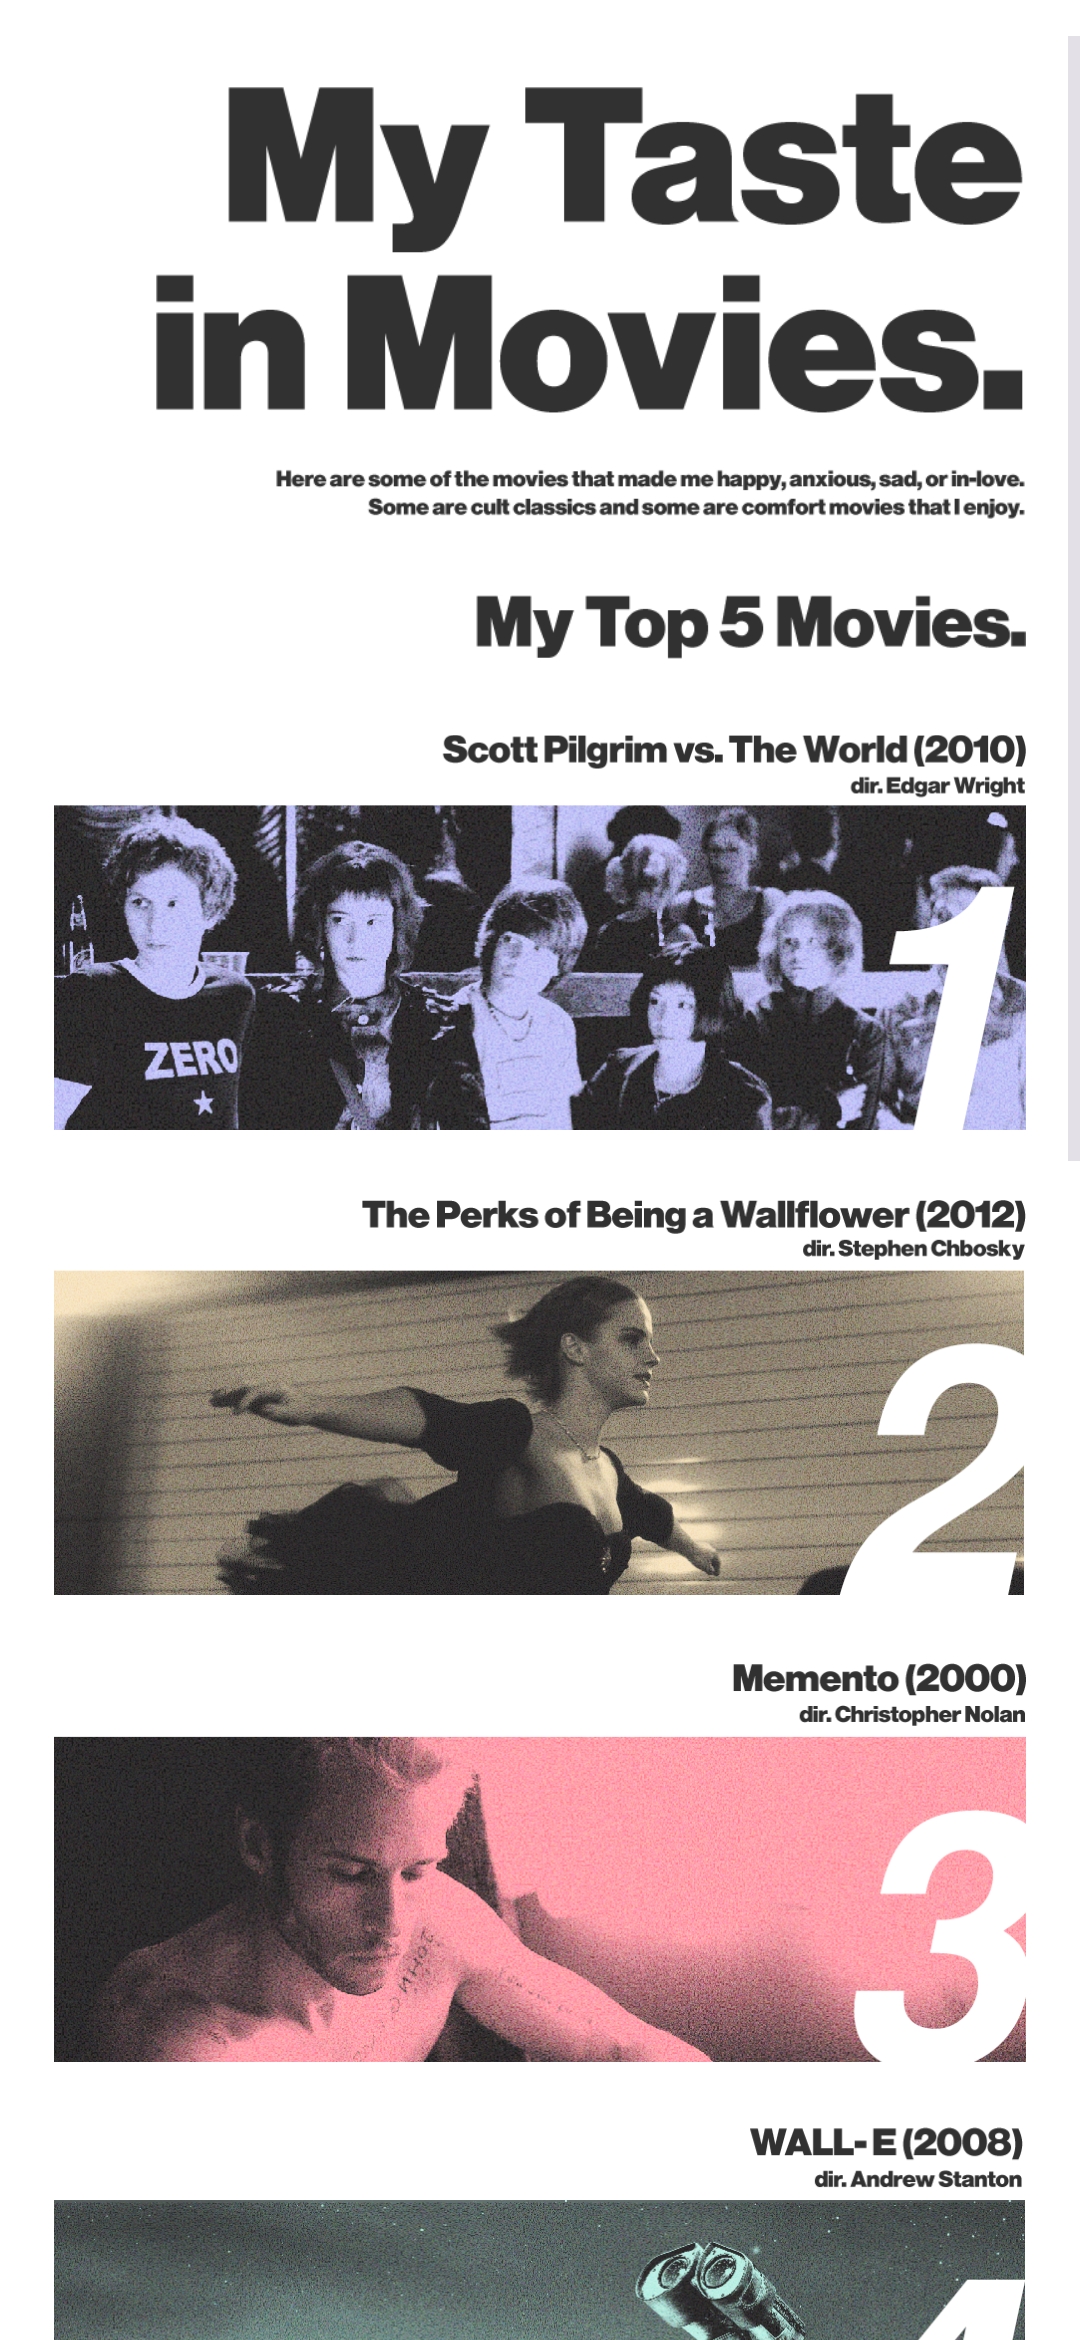 My Taste
in Movies.
Here are some of the movies that made me happy, anxious, sad, or in-love.
Some are cult classics and some are comfort movies that I enjoy.
My Top 5 Movies.
Scott Pilgrim vs. The World (2010)
dir. Edgar Wright
ZERO
1
The Perks of Being a Wallflower (2012)
dir. Stephen Chbosky
2
Memento (2000)
dir. Christopher Nolan
3
WALL-E (2008)
dir. Andrew Stanton
4